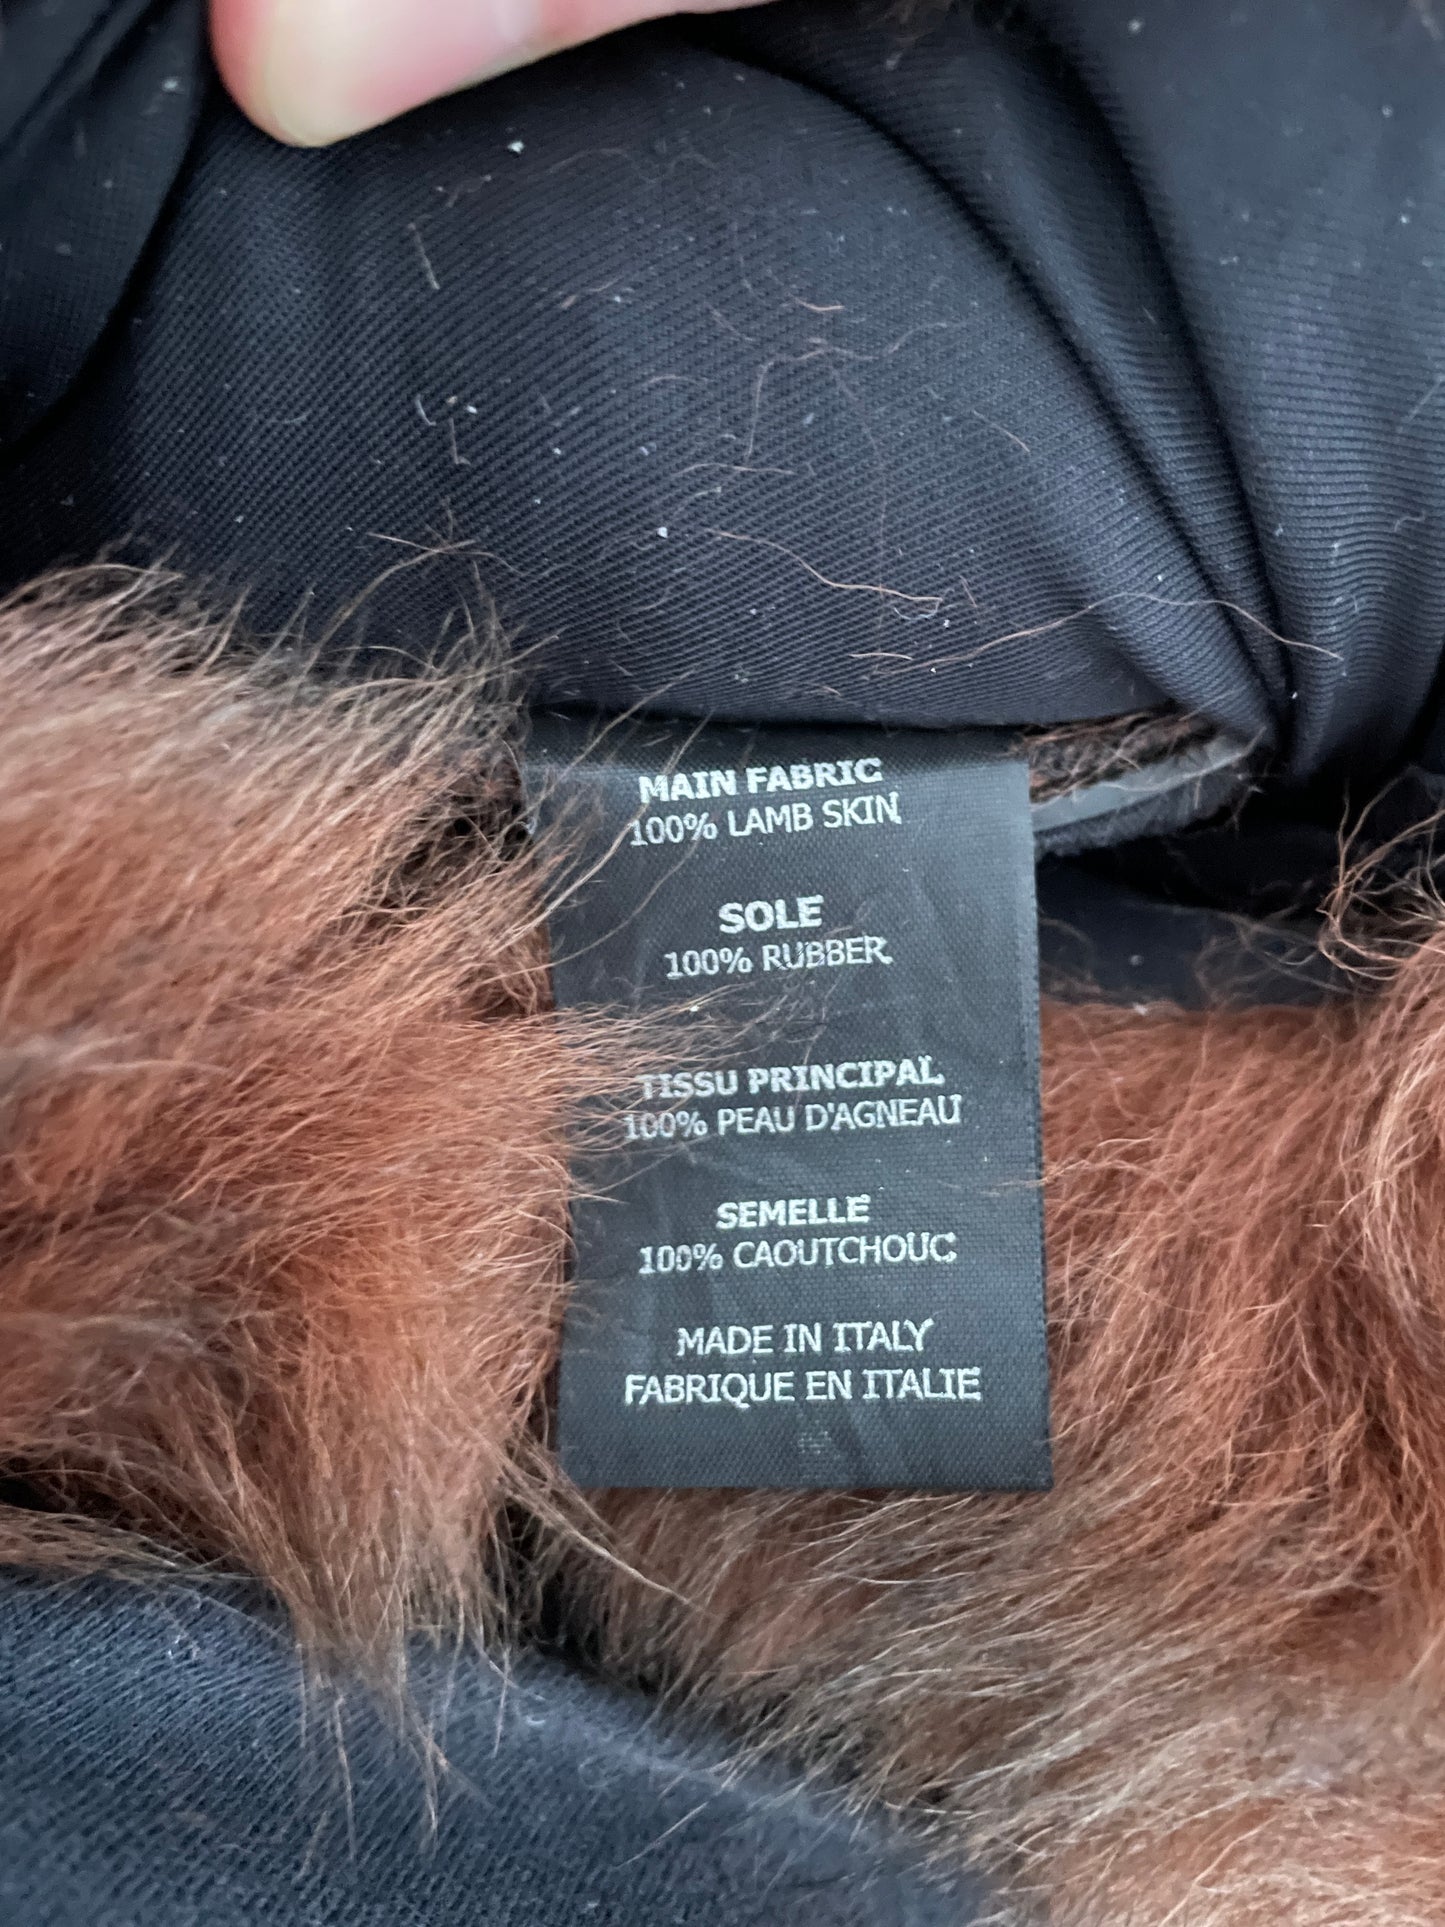 MAIN FABRIC
100% LAMB SKIN
SOLE
100% RUBBER
TISSU PRINCIPAL
100% PEAU D'AGNEAU
SEMELLE
100% CAOUTCHOUC
MADE IN ITALY
FABRIQUE EN ITALIE